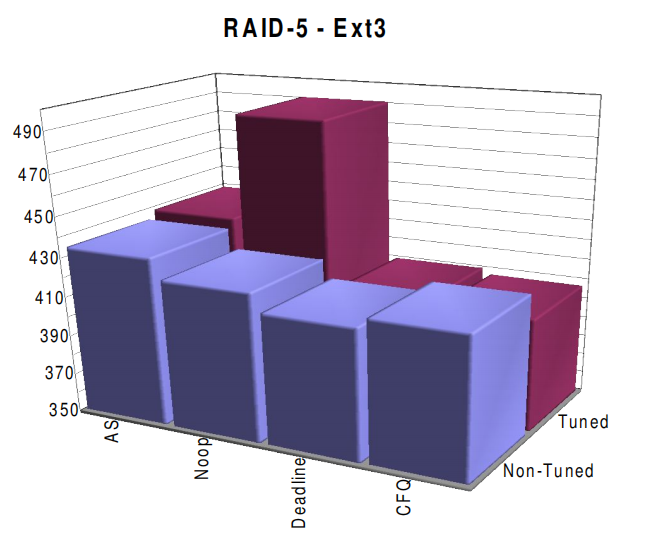 RAID-5 - Ext3
490
470
450
430
410
390
370
350
AS
Noop
Deadline
CFQ
Tuned
Non-Tuned